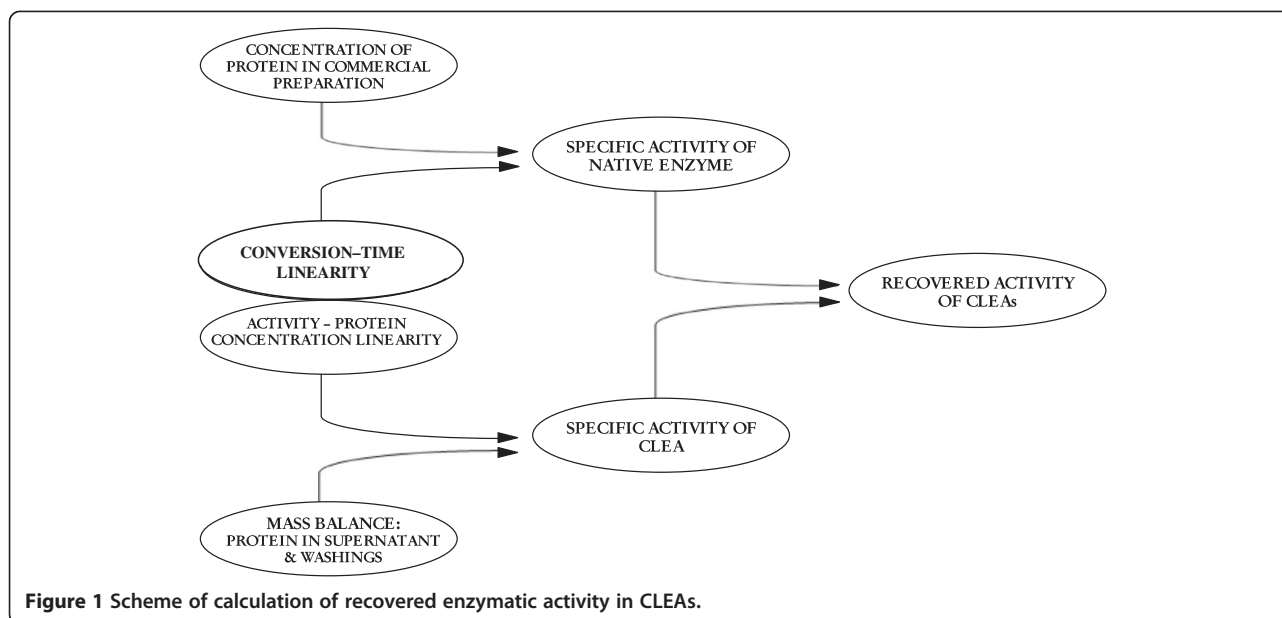 CONCENTRATION OF
PROTEIN IN COMMERCIAL
PREPARATION
SPECIFIC ACTIVITY OF
NATIVE ENZYME
CONVERSION–TIME
LINEARITY
RECOVERED ACTIVITY
OF CLEAs
ACTIVITY – PROTEIN
CONCENTRATION LINEARITY
SPECIFIC ACTIVITY OF
CLEA
MASS BALANCE:
PROTEIN IN SUPERNATANT
& WASHINGS
Figure 1 Scheme of calculation of recovered enzymatic activity in CLEAs.